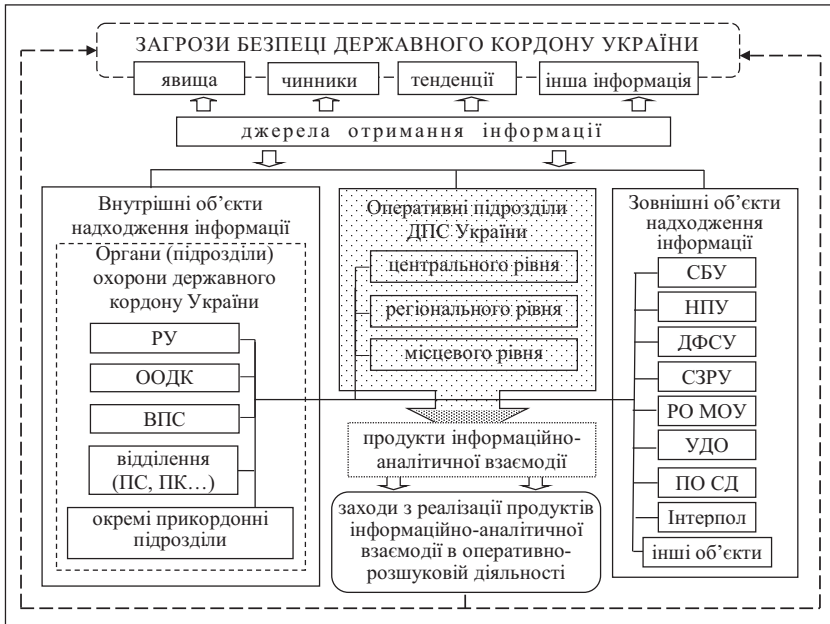 ЗАГРОЗИ БЕЗПЕЦІ ДЕРЖАВНОГО КОРДОНУ УКРАЇНИ
явища
чинники
тенденції
інша інформація
джерела отримання інформації
Внутрішні об’єкти
надходження інформації
Органи (підрозділи)
охорони державного
кордону України
РУ
ООДК
ВПС
відділення
(ПС, ПК…)
окремі прикордонні
підрозділи
Оперативні підрозділи
ДПС України
центрального рівня
регіонального рівня
місцевого рівня
продукти інформаційно-
аналітичної взаємодії
заходи з реалізації продуктів
інформаційно-аналітичної
взаємодії в оперативно-
розшуковій діяльності
Зовнішні об’єкти
надходження
інформації
СБУ
НПУ
ДФСУ
СЗРУ
РО МОУ
УДО
ПО СД
Інтерпол
інші об’єкти